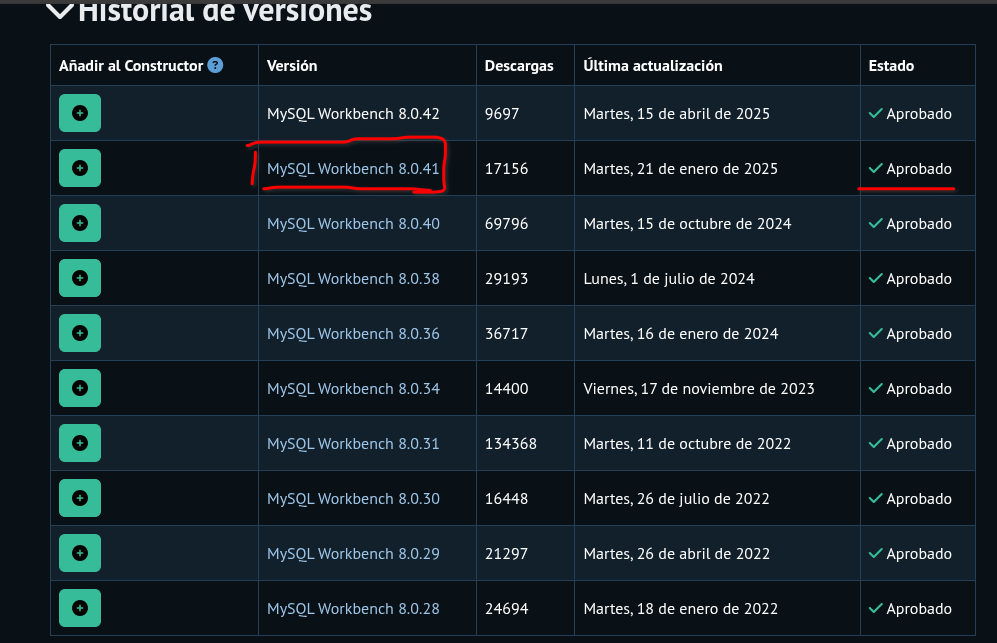 Historial de versiones
Añadir al Constructor ? Versión Descargas Última actualización Estado
MySQL Workbench 8.0.42 9697 Martes, 15 de abril de 2025 Aprobado
MySQL Workbench 8.0.41 17156 Martes, 21 de enero de 2025 Aprobado
MySQL Workbench 8.0.40 69796 Martes, 15 de octubre de 2024 Aprobado
MySQL Workbench 8.0.38 29193 Lunes, 1 de julio de 2024 Aprobado
MySQL Workbench 8.0.36 36717 Martes, 16 de enero de 2024 Aprobado
MySQL Workbench 8.0.34 14400 Viernes, 17 de noviembre de 2023 Aprobado
MySQL Workbench 8.0.31 134368 Martes, 11 de octubre de 2022 Aprobado
MySQL Workbench 8.0.30 16448 Martes, 26 de julio de 2022 Aprobado
MySQL Workbench 8.0.29 21297 Martes, 26 de abril de 2022 Aprobado
MySQL Workbench 8.0.28 24694 Martes, 18 de enero de 2022 Aprobado